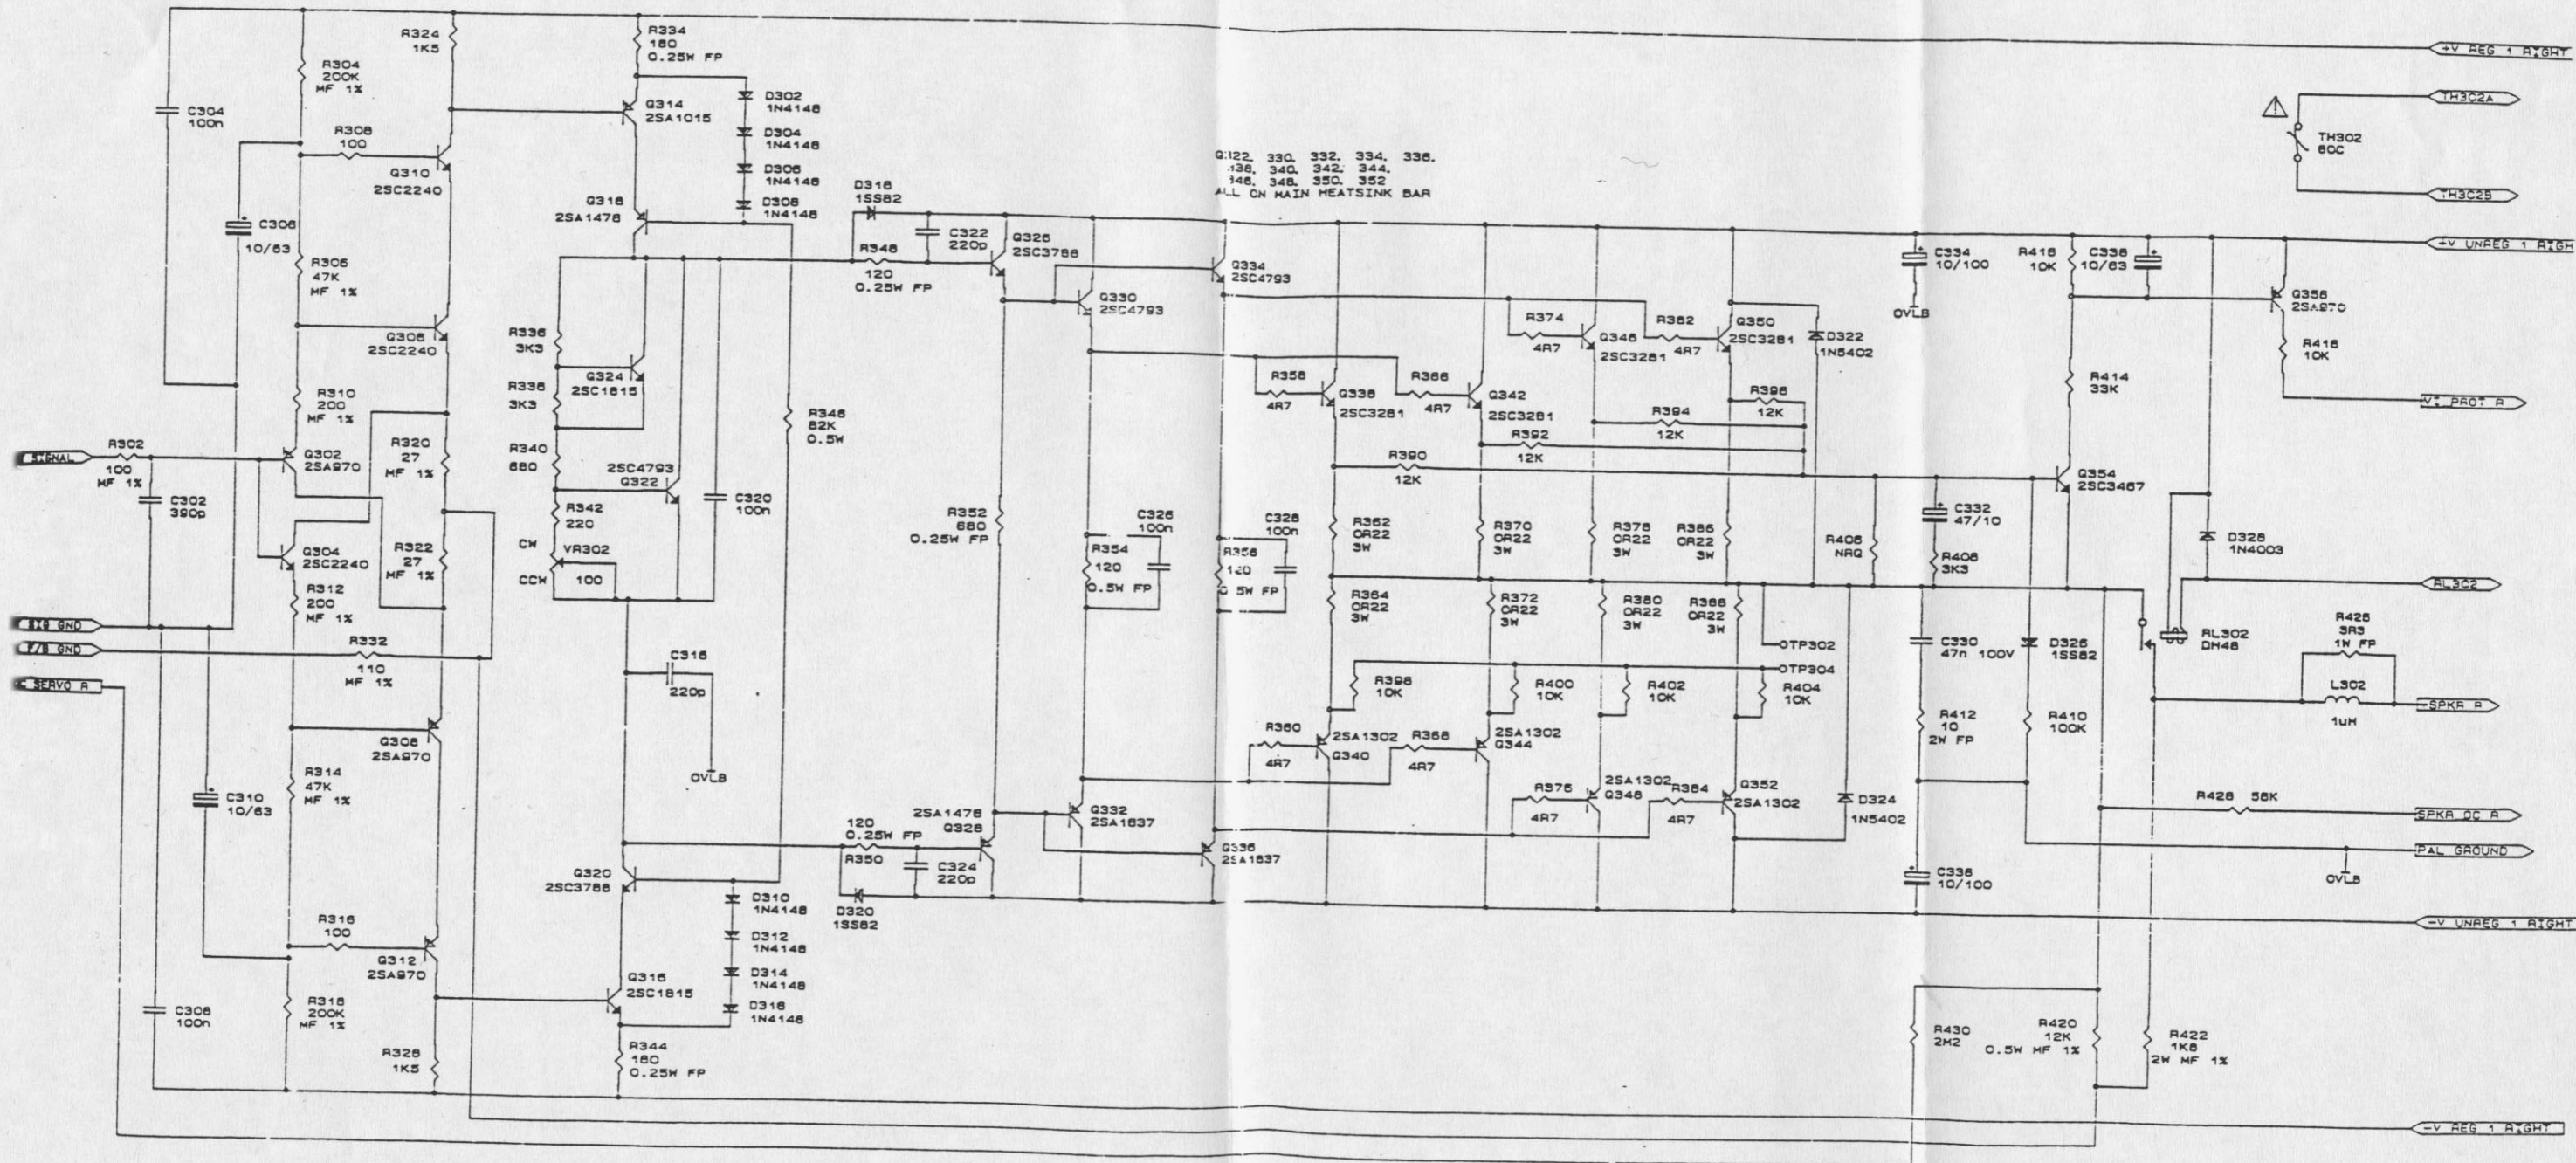 R324
1K5
R334
180
0.25W FP
+V REG 1 RIGHT
R304
200K
MF 1%
C304
100n
Q314
2SA1015
D302
1N4148
D304
1N4148
D306
1N4148
D308
1N4148
TH302A
TH302
80C
TH302B
R308
100
Q310
2SC2240
Q322, 330, 332, 334, 336,
338, 340, 342, 344,
346, 348, 350, 352
ALL ON MAIN HEATSINK BAR
C306
10/63
Q318
2SA1478
D318
1SS82
C322
220p
R348
120
0.25W FP
Q326
2SC3788
Q334
2SC4793
Q330
2SC4793
C334
10/100
0VLB
R416
10K
C338
10/63
+V UNREG 1 RIGH
R306
47K
MF 1%
Q306
2SC2240
R336
3K3
Q324
2SC1815
R338
3K3
R374
4R7
Q346
2SC3281
R382
4R7
Q350
2SC3281
D322
1N5402
Q356
2SA970
R418
10K
R358
4R7
Q338
2SC3281
R366
4R7
Q342
2SC3281
R396
12K
R394
12K
R392
12K
R390
12K
R414
33K
VI PROT R
R310
200
MF 1%
R346
82K
0.5W
SIGNAL
R302
100
MF 1%
Q302
2SA970
R320
27
MF 1%
R340
680
2SC4793
Q322
C320
100n
C302
390p
Q354
2SC3467
R342
220
R352
680
0.25W FP
C326
100n
C328
100n
R362
0R22
3W
R370
0R22
3W
R378
0R22
3W
R386
0R22
3W
C332
47/10
R406
NRQ
R408
3K3
D328
1N4003
Q304
2SC2240
R322
27
MF 1%
CW
VR302
CCW
100
R354
120
0.5W FP
R356
120
0.5W FP
RL302
R312
200
MF 1%
R364
0R22
3W
R372
0R22
3W
R380
0R22
3W
R388
0R22
3W
SIG GND
F/B GND
R332
110
MF 1%
C SERVO R
C316
220p
0VLB
OTP302
OTP304
C330
47n 100V
D326
1SS82
RL302
DH48
R426
3R3
1W FP
L302
1uH
SPKR R
R398
10K
R400
10K
R402
10K
R404
10K
R412
10
2W FP
R410
100K
Q308
2SA970
R360
4R7
2SA1302
Q340
R368
4R7
2SA1302
Q344
R314
47K
MF 1%
C310
10/63
2SA1302
Q348
R376
4R7
R384
4R7
Q352
2SA1302
D324
1N5402
R428 56K
SPKR DC R
2SA1478
Q328
Q332
2SA1837
Q336
2SA1837
120
0.25W FP
R350
C324
220p
D320
1SS82
PAL GROUND
0VLB
Q320
2SC3788
C336
10/100
D310
1N4148
D312
1N4148
D314
1N4148
D316
1N4148
-V UNREG 1 RIGHT
R316
100
Q312
2SA970
Q316
2SC1815
C308
100n
R318
200K
MF 1%
R326
1K5
R344
180
0.25W FP
R430
2M2
R420
12K
0.5W MF 1%
R422
1K8
2W MF 1%
-V REG 1 RIGHT